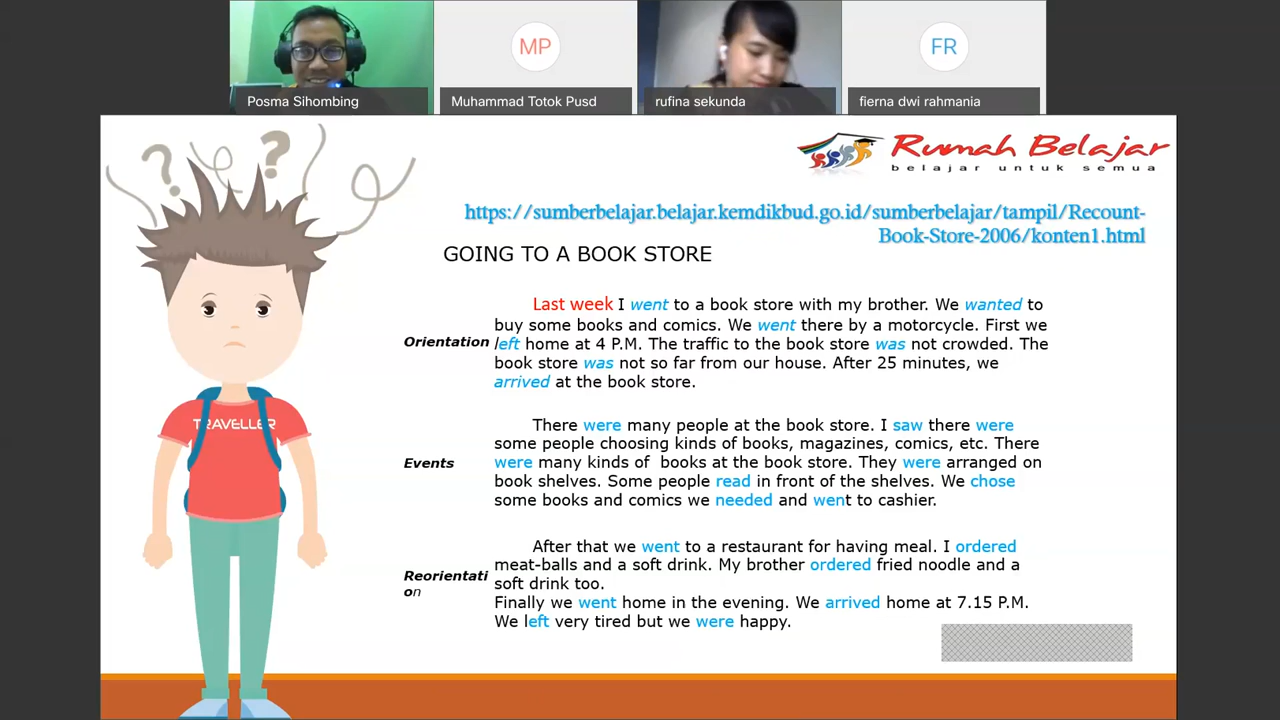 MP
FR
Posma Sihombing
Muhammad Totok Pusd
rufina sekunda
fierna dwi rahmania
Rumah Belajar
belajar untuk semua
https://sumberbelajar.belajar.kemdikbud.go.id/sumberbelajar/tampil/Recount-
Book-Store-2006/konten1.html
GOING TO A BOOK STORE
TRAVELLER
Orientation
Last week I went to a book store with my brother. We wanted to
buy some books and comics. We went there by a motorcycle. First we
left home at 4 P.M. The traffic to the book store was not crowded. The
book store was not so far from our house. After 25 minutes, we
arrived at the book store.
Events
There were many people at the book store. I saw there were
some people choosing kinds of books, magazines, comics, etc. There
were many kinds of books at the book store. They were arranged on
book shelves. Some people read in front of the shelves. We chose
some books and comics we needed and went to cashier.
Reorientati
on
After that we went to a restaurant for having meal. I ordered
meat-balls and a soft drink. My brother ordered fried noodle and a
soft drink too.
Finally we went home in the evening. We arrived home at 7.15 P.M.
We left very tired but we were happy.